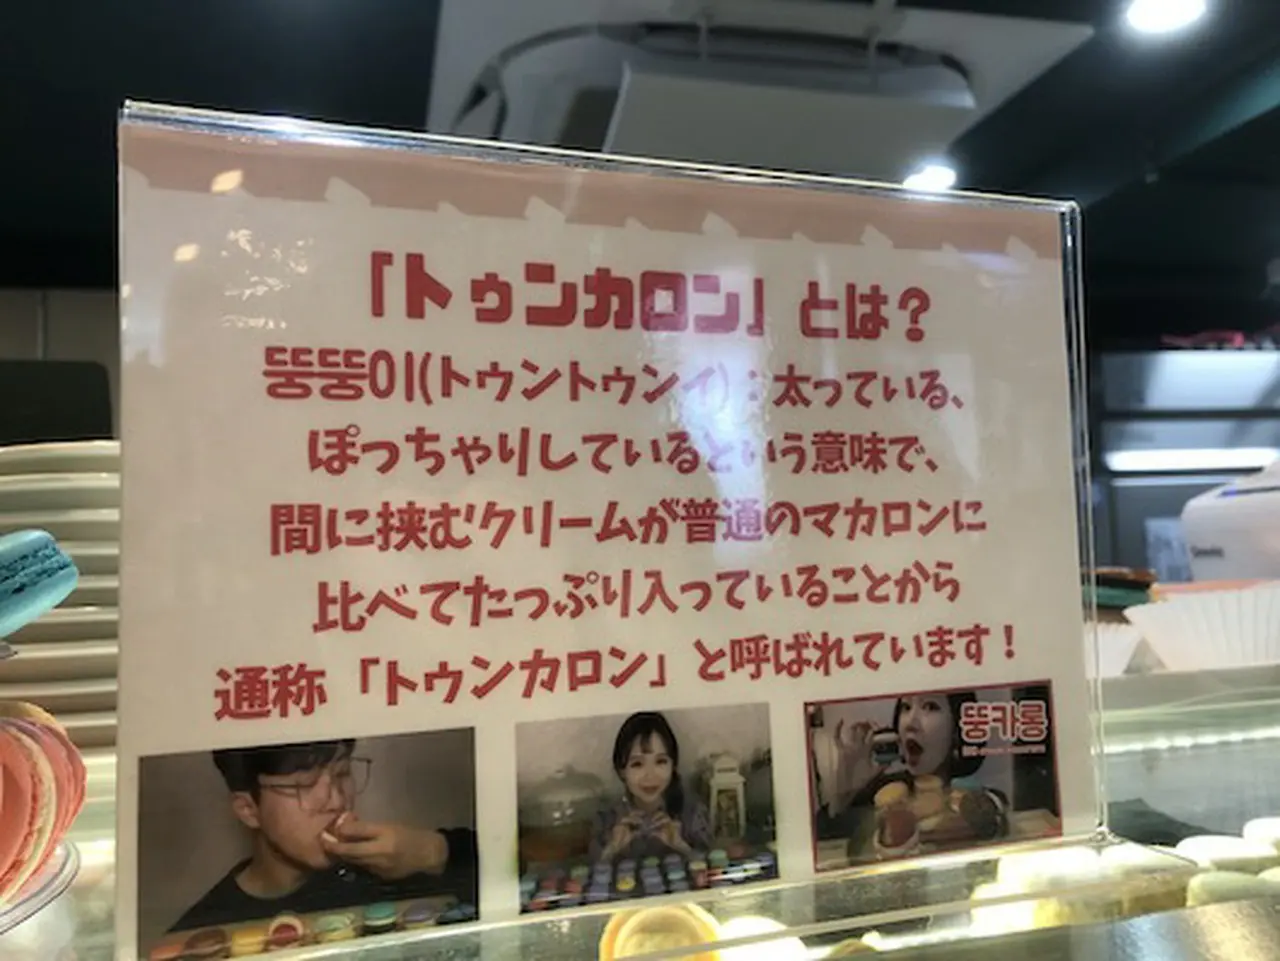 「トゥンカロン」とは？
뚱뚱이(トゥントゥンイ)：太っている、
ぽっちゃりしているという意味で、
間に挟むクリームが普通のマカロンに
比べてたっぷり入っていることから
通称「トゥンカロン」と呼ばれています！
뚱카롱